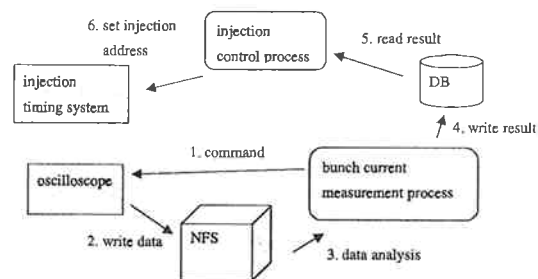 6. set injection
address
injection
control process
5. read result
injection
timing system
DB
4. write result
1. command
oscilloscope
bunch current
measurement process
2. write data
NFS
3. data analysis